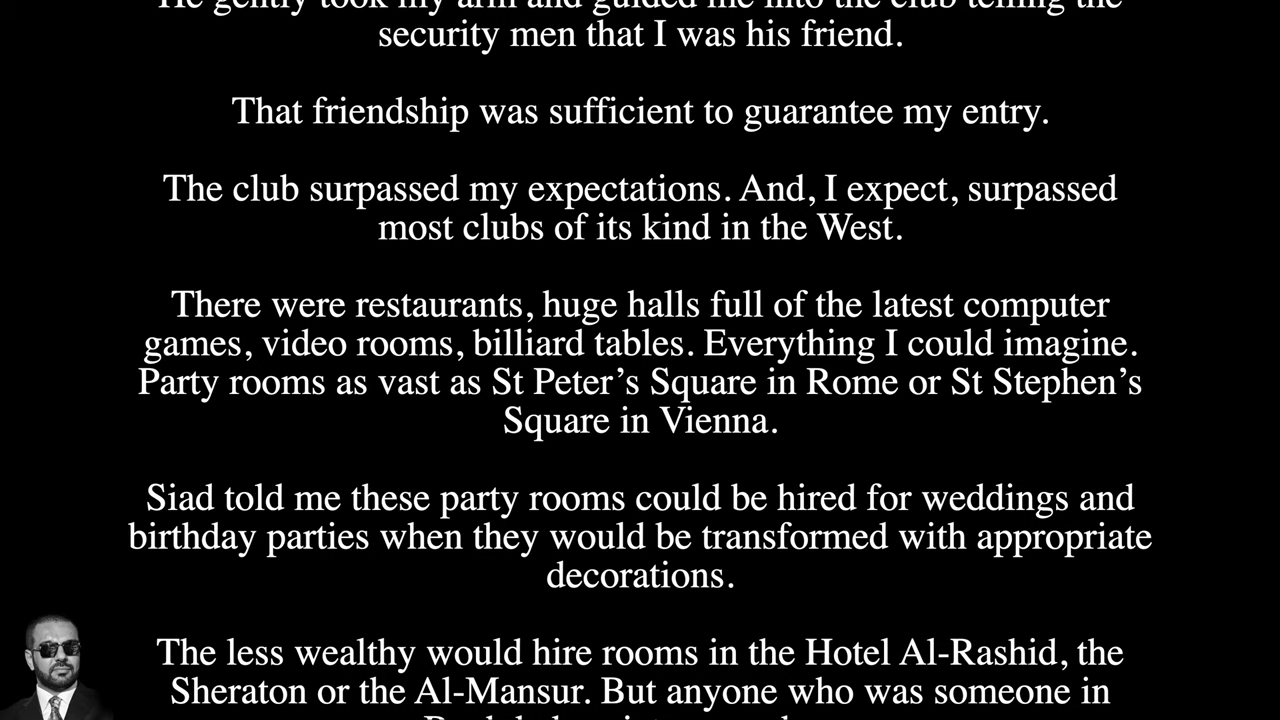 He gently took my arm and guided me into the club telling the
security men that I was his friend.
That friendship was sufficient to guarantee my entry.
The club surpassed my expectations. And, I expect, surpassed
most clubs of its kind in the West.
There were restaurants, huge halls full of the latest computer
games, video rooms, billiard tables. Everything I could imagine.
Party rooms as vast as St Peter’s Square in Rome or St Stephen’s
Square in Vienna.
Siad told me these party rooms could be hired for weddings and
birthday parties when they would be transformed with appropriate
decorations.
The less wealthy would hire rooms in the Hotel Al-Rashid, the
Sheraton or the Al-Mansur. But anyone who was someone in